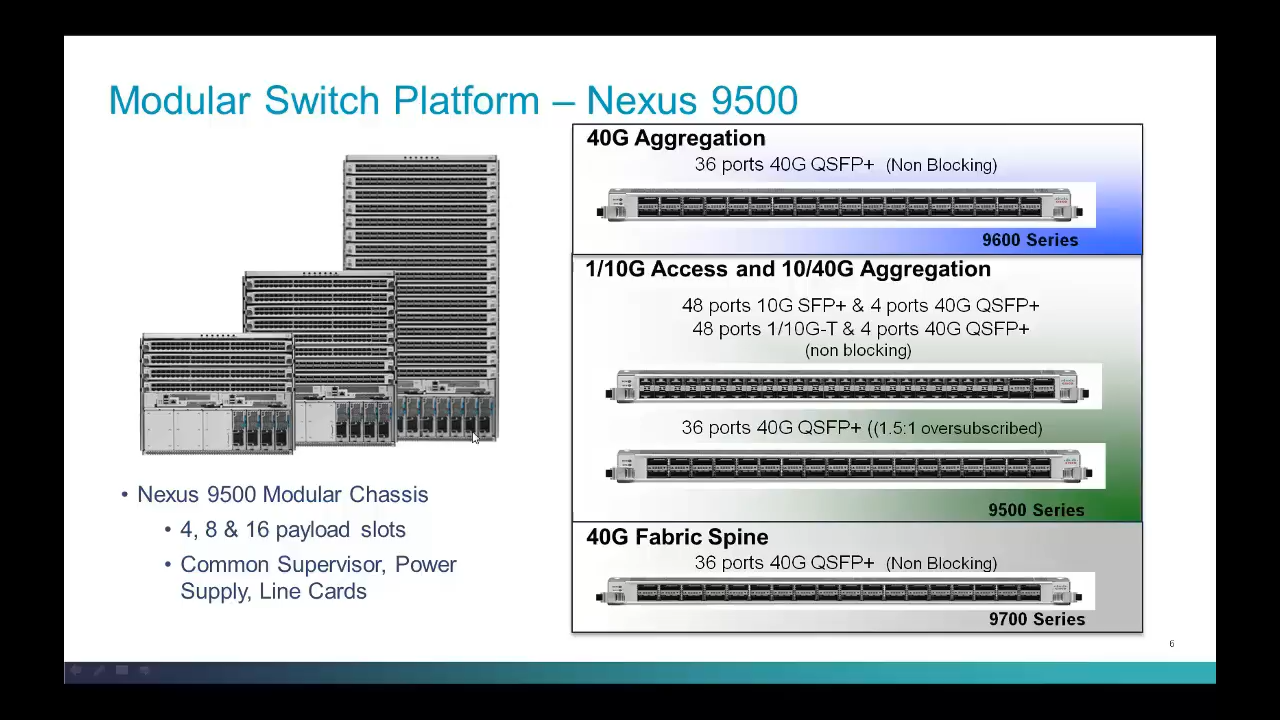 Modular Switch Platform – Nexus 9500
40G Aggregation
36 ports 40G QSFP+ (Non Blocking)
9600 Series
1/10G Access and 10/40G Aggregation
48 ports 10G SFP+ & 4 ports 40G QSFP+
48 ports 1/10G-T & 4 ports 40G QSFP+
(non blocking)
36 ports 40G QSFP+ ((1.5:1 oversubscribed)
9500 Series
40G Fabric Spine
36 ports 40G QSFP+ (Non Blocking)
9700 Series
• Nexus 9500 Modular Chassis
• 4, 8 & 16 payload slots
• Common Supervisor, Power
Supply, Line Cards
6